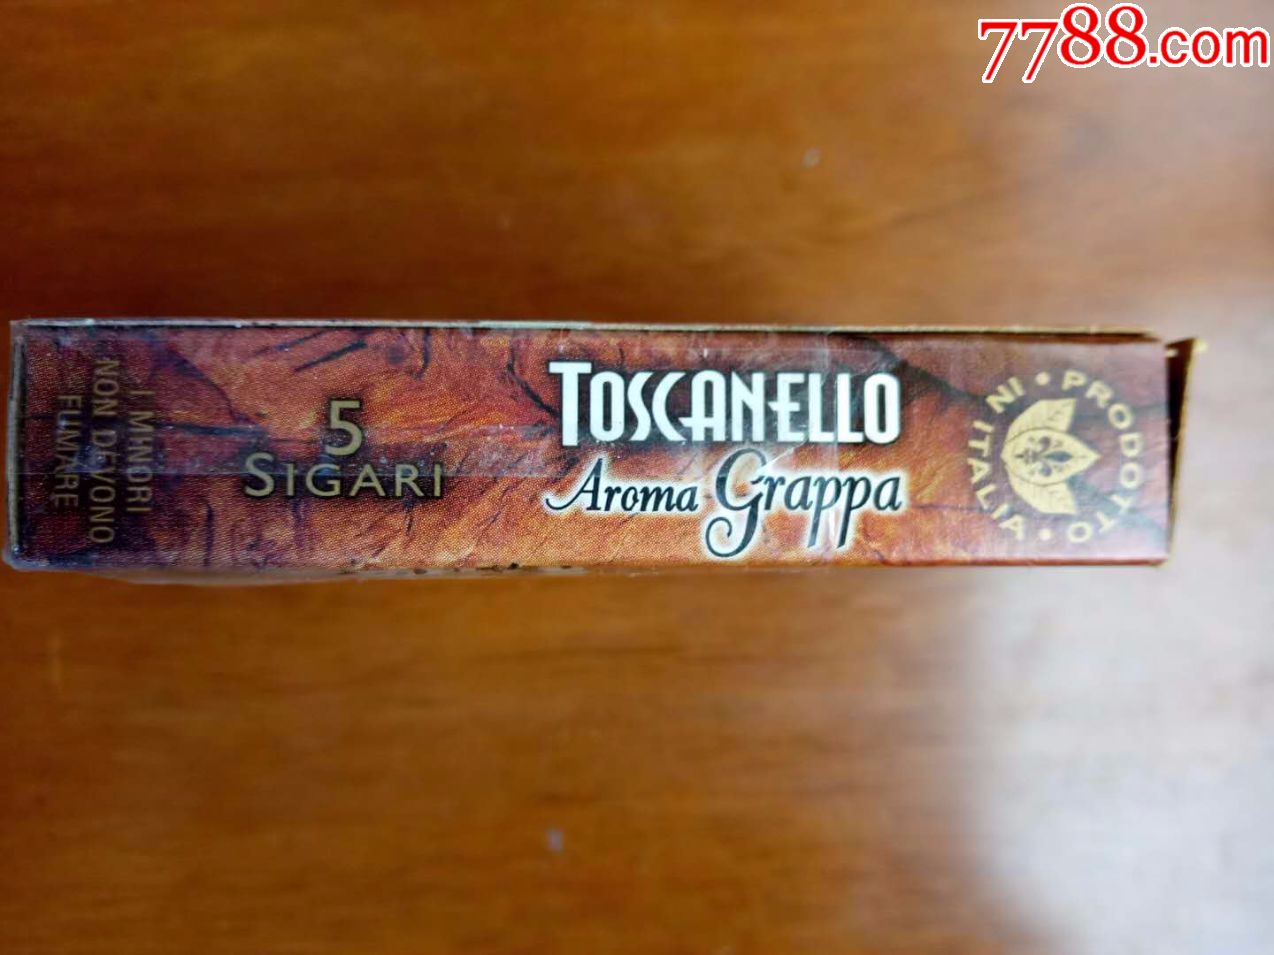 7788.com
I MINORI
NON DEVONO
FUMARE
5
SIGARI
TOSCANELLO
Aroma Grappa
PRODOTTO • IN ITALIA •